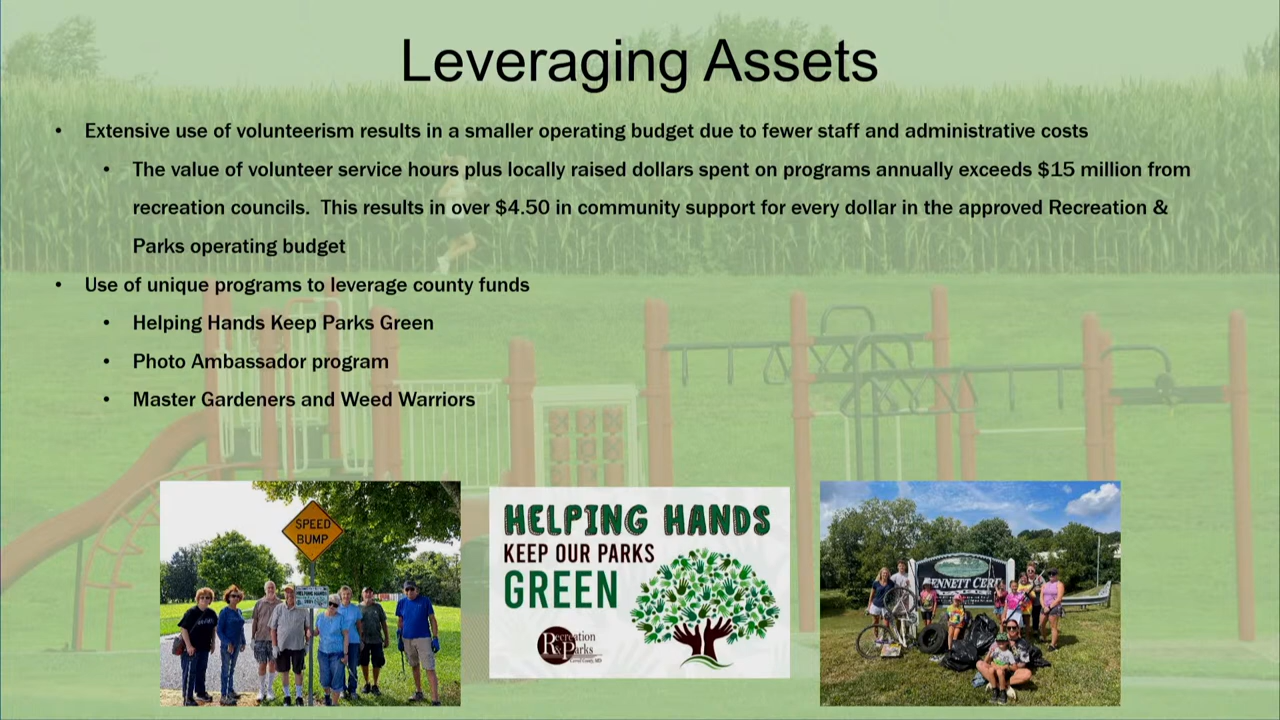 Leveraging Assets
• Extensive use of volunteerism results in a smaller operating budget due to fewer staff and administrative costs
• The value of volunteer service hours plus locally raised dollars spent on programs annually exceeds $15 million from
recreation councils.  This results in over $4.50 in community support for every dollar in the approved Recreation &
Parks operating budget
• Use of unique programs to leverage county funds
• Helping Hands Keep Parks Green
• Photo Ambassador program
• Master Gardeners and Weed Warriors
SPEED
BUMP
HELPING HANDS
HELPING HANDS
KEEP OUR PARKS
GREEN
Recreation
& Parks
BENNETT CERF